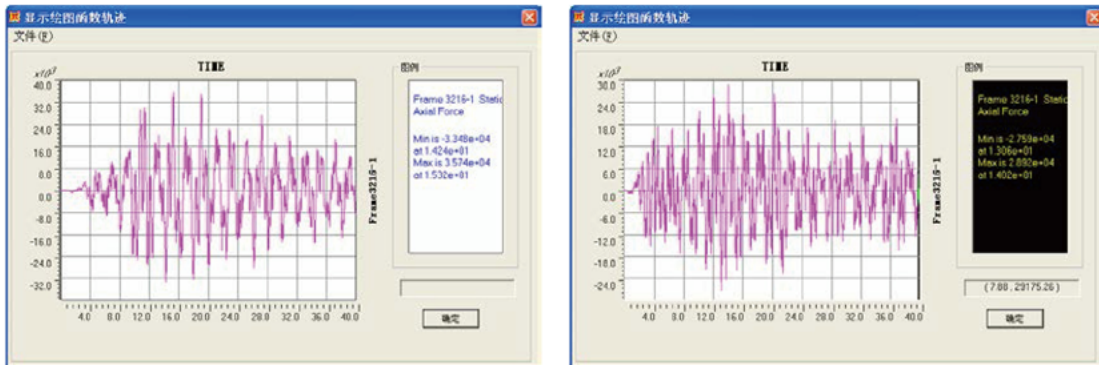 显示绘图函数轨迹
文件(F)
TIME
x10³
40.0
32.0
24.0
16.0
8.0
0.0
-8.0
-16.0
-24.0
-32.0
4.0 8.0 12.0 16.0 20.0 24.0 28.0 32.0 36.0 40.0
Frame3216-1
图例
Frame 3216-1 Static
Axial Force
Min is -3.348e+04
at 1.424e+01
Max is 3.574e+04
at 1.532e+01
确定
显示绘图函数轨迹
文件(F)
TIME
x10³
30.0
24.0
18.0
12.0
6.0
0.0
-6.0
-12.0
-18.0
-24.0
4.0 8.0 12.0 16.0 20.0 24.0 28.0 32.0 36.0 40.0
Frame3216-1
图例
Frame 3216-1 Static
Axial Force
Min is -2.759e+04
at 1.306e+01
Max is 2.892e+04
at 1.402e+01
(7.88 , 29175.26)
确定